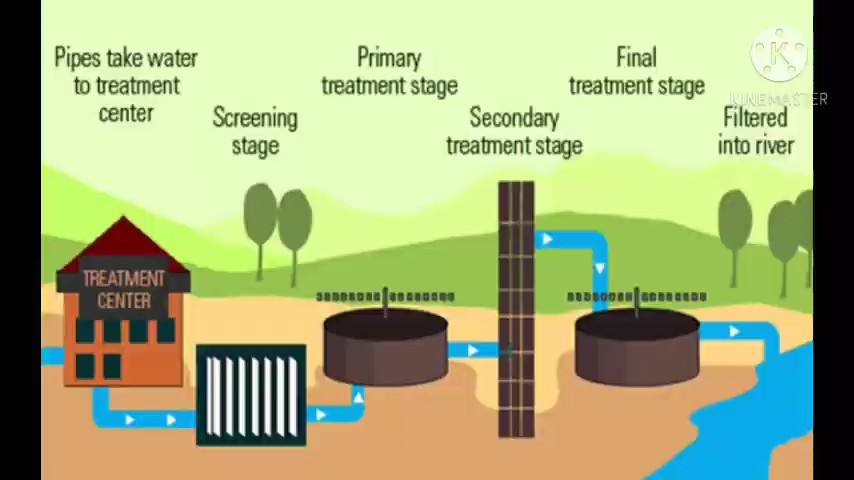 Pipes take water
to treatment
center
Screening
stage
Primary
treatment stage
Secondary
treatment stage
Final
treatment stage
Filtered
into river
K
KINEMASTER
TREATMENT
CENTER